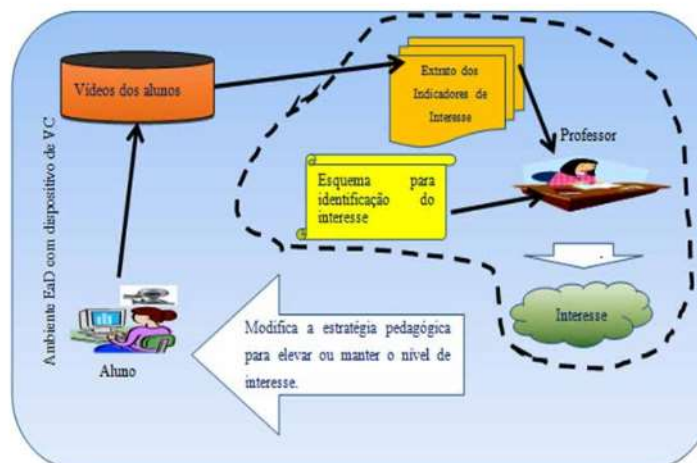 Vídeos dos alunos
Extrato dos
Indicadores de
Interesse
Professor
Esquema para
identificação do
interesse
Ambiente EaD com dispositivo de VC
Interesse
Modifica a estratégia pedagógica
para elevar ou manter o nível de
interesse.
Aluno